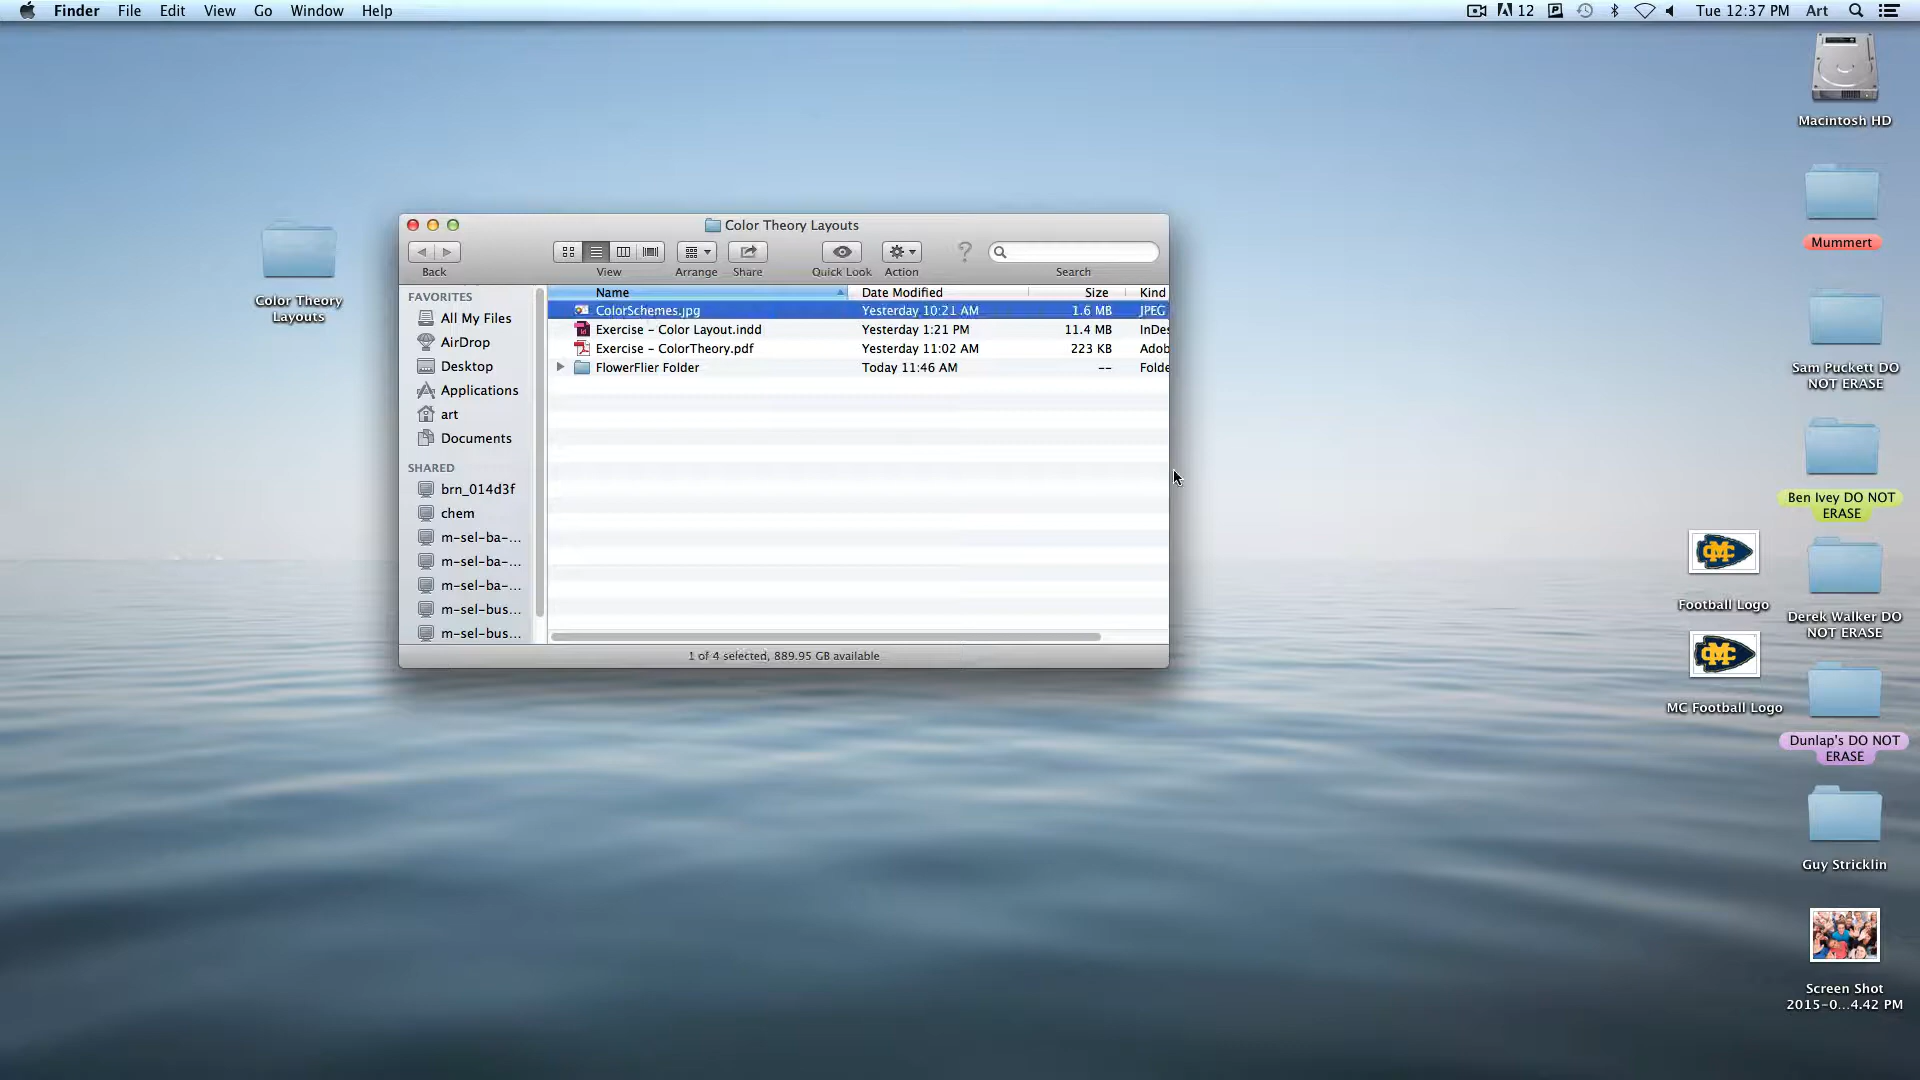 Finder File Edit View Go Window Help
12 Tue 12:37 PM Art
Macintosh HD
Mummert
Sam Puckett DO
NOT ERASE
Ben Ivey DO NOT
ERASE
Football Logo
Derek Walker DO
NOT ERASE
MC Football Logo
Dunlap's DO NOT
ERASE
Guy Stricklin
Screen Shot
2015-0...4.42 PM
Color Theory
Layouts
Color Theory Layouts
Back View Arrange Share Quick Look Action Search
FAVORITES
All My Files
AirDrop
Desktop
Applications
art
Documents
SHARED
brn_014d3f
chem
m-sel-ba-...
m-sel-ba-...
m-sel-ba-...
m-sel-bus...
m-sel-bus...
Name Date Modified Size Kind
ColorSchemes.jpg Yesterday 10:21 AM 1.6 MB JPEG
Exercise - Color Layout.indd Yesterday 1:21 PM 11.4 MB InDes
Exercise - ColorTheory.pdf Yesterday 11:02 AM 223 KB Adob
FlowerFlier Folder Today 11:46 AM -- Folde
1 of 4 selected, 889.95 GB available